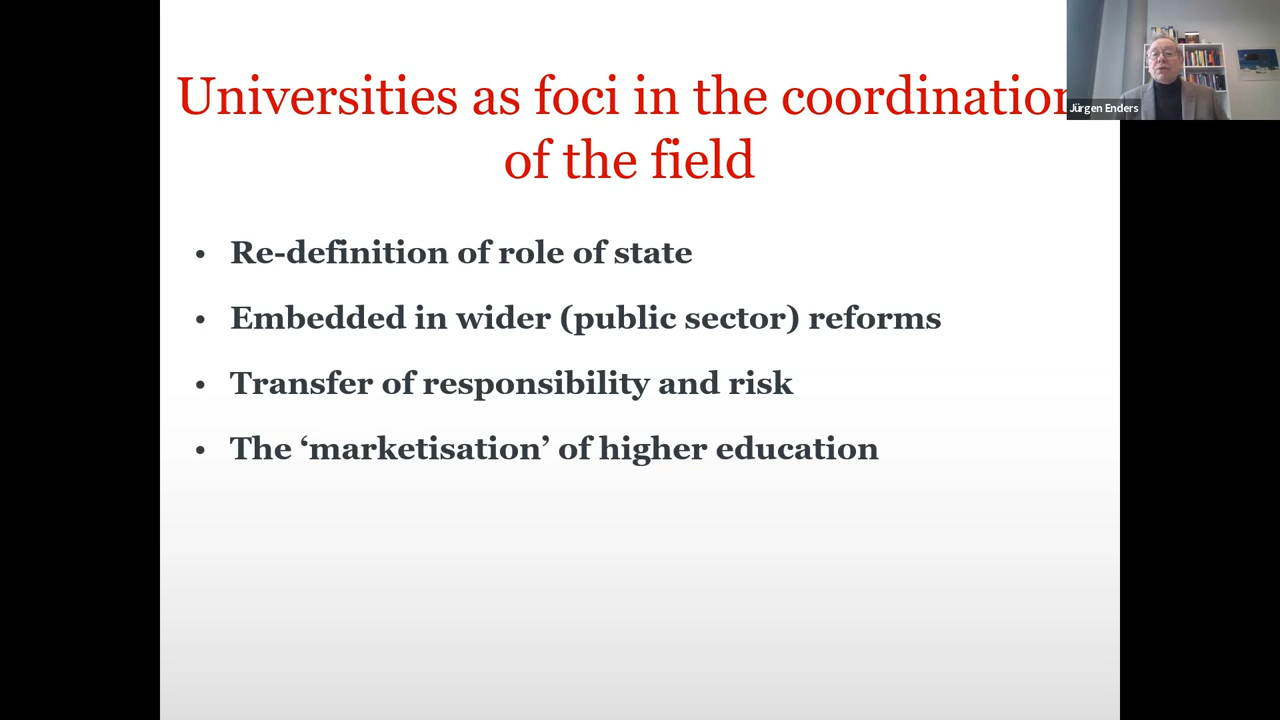 Universities as foci in the coordination
of the field
• Re-definition of role of state
• Embedded in wider (public sector) reforms
• Transfer of responsibility and risk
• The ‘marketisation’ of higher education
Jürgen Enders